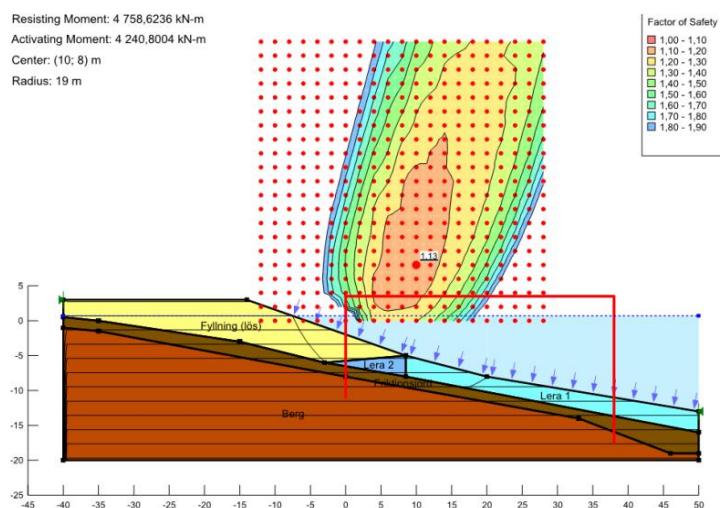 Resisting Moment: 4 758,6236 kN-m
Activating Moment: 4 240,8004 kN-m
Center: (10; 8) m
Radius: 19 m
Factor of Safety
1,00 - 1,10
1,10 - 1,20
1,20 - 1,30
1,30 - 1,40
1,40 - 1,50
1,50 - 1,60
1,60 - 1,70
1,70 - 1,80
1,80 - 1,90
1.13
5
0
-5
-10
-15
-20
-25
Fyllning (lös)
Lera 2
Friktionsjord
Lera 1
Berg
-45 -40 -35 -30 -25 -20 -15 -10 -5 0 5 10 15 20 25 30 35 40 45 50